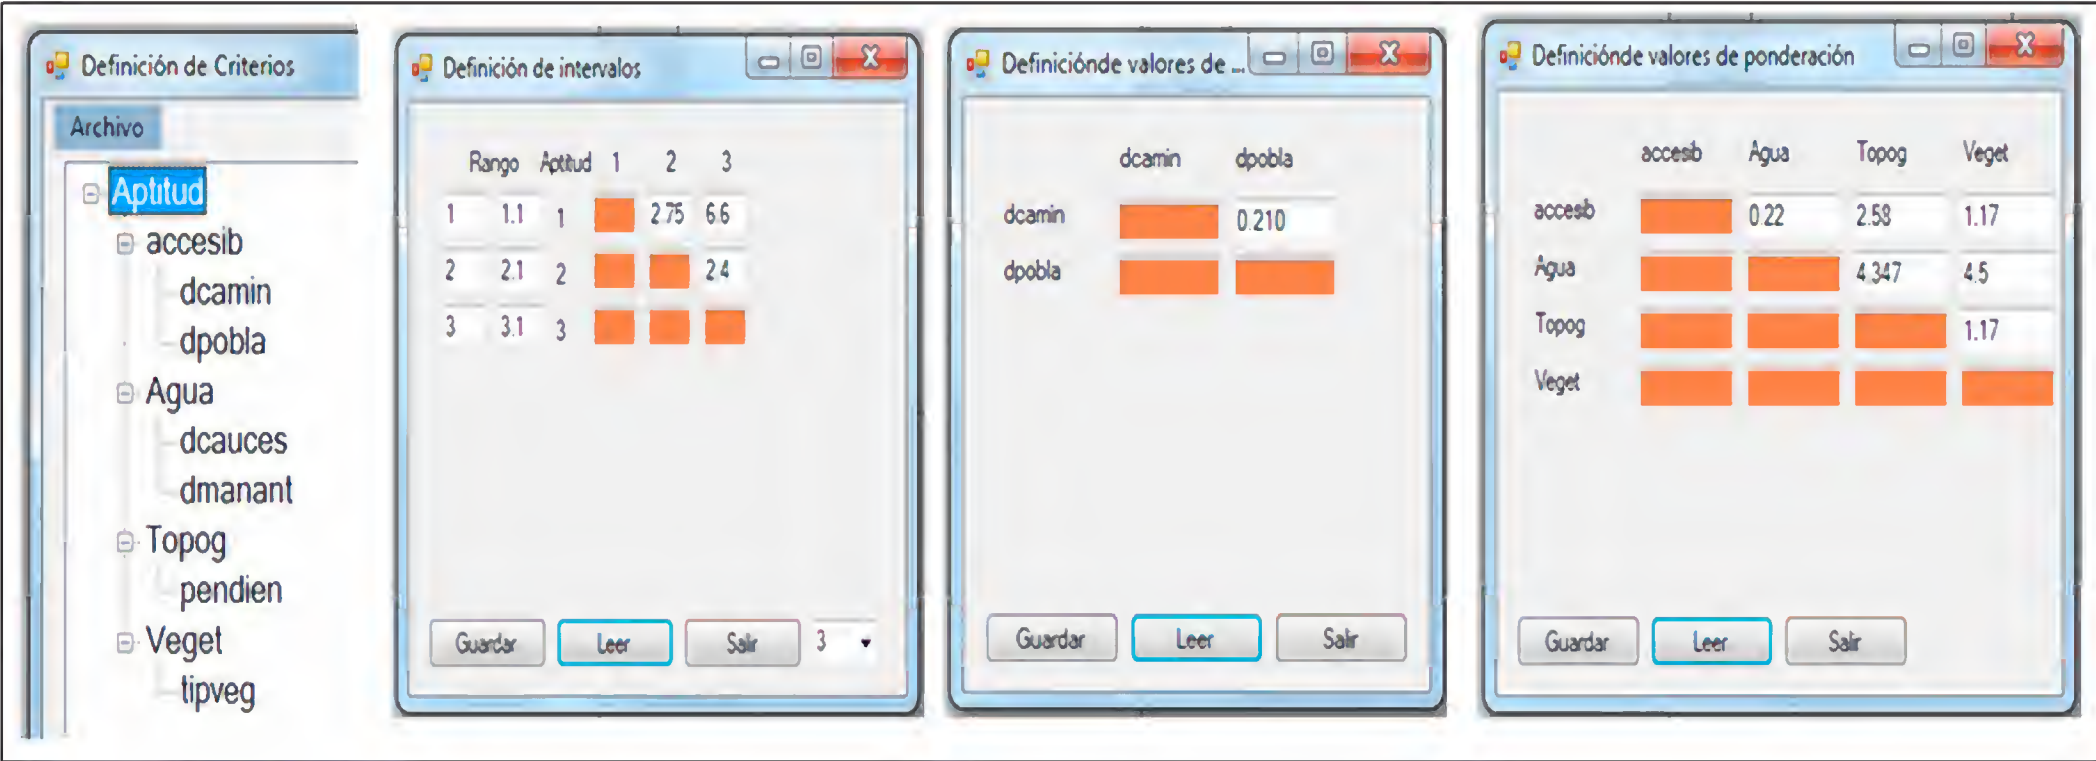 Definición de Criterios
Archivo
Aptitud
accesib
dcamin
dpobla
Agua
dcauces
dmanant
Topog
pendien
Veget
tipveg
Definición de intervalos
Rango Aptitud 1 2 3
1 1.1 1 2.75 6.6
2 2.1 2 2.4
3 3.1 3
Guardar Leer Salir 3
Definiciónde valores de ...
dcamin dpobla
dcamin 0.210
dpobla
Guardar Leer Salir
Definiciónde valores de ponderación
accesib Agua Topog Veget
accesib 0.22 2.58 1.17
Agua 4.347 4.5
Topog 1.17
Veget
Guardar Leer Salir